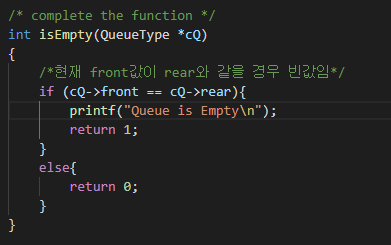 /* complete the function */
int isEmpty(QueueType *cQ)
{
    /*현재 front값이 rear와 같을 경우 빈값임*/
    if (cQ->front == cQ->rear){
        printf("Queue is Empty\n");
        return 1;
    }
    else{
        return 0;
    }
}